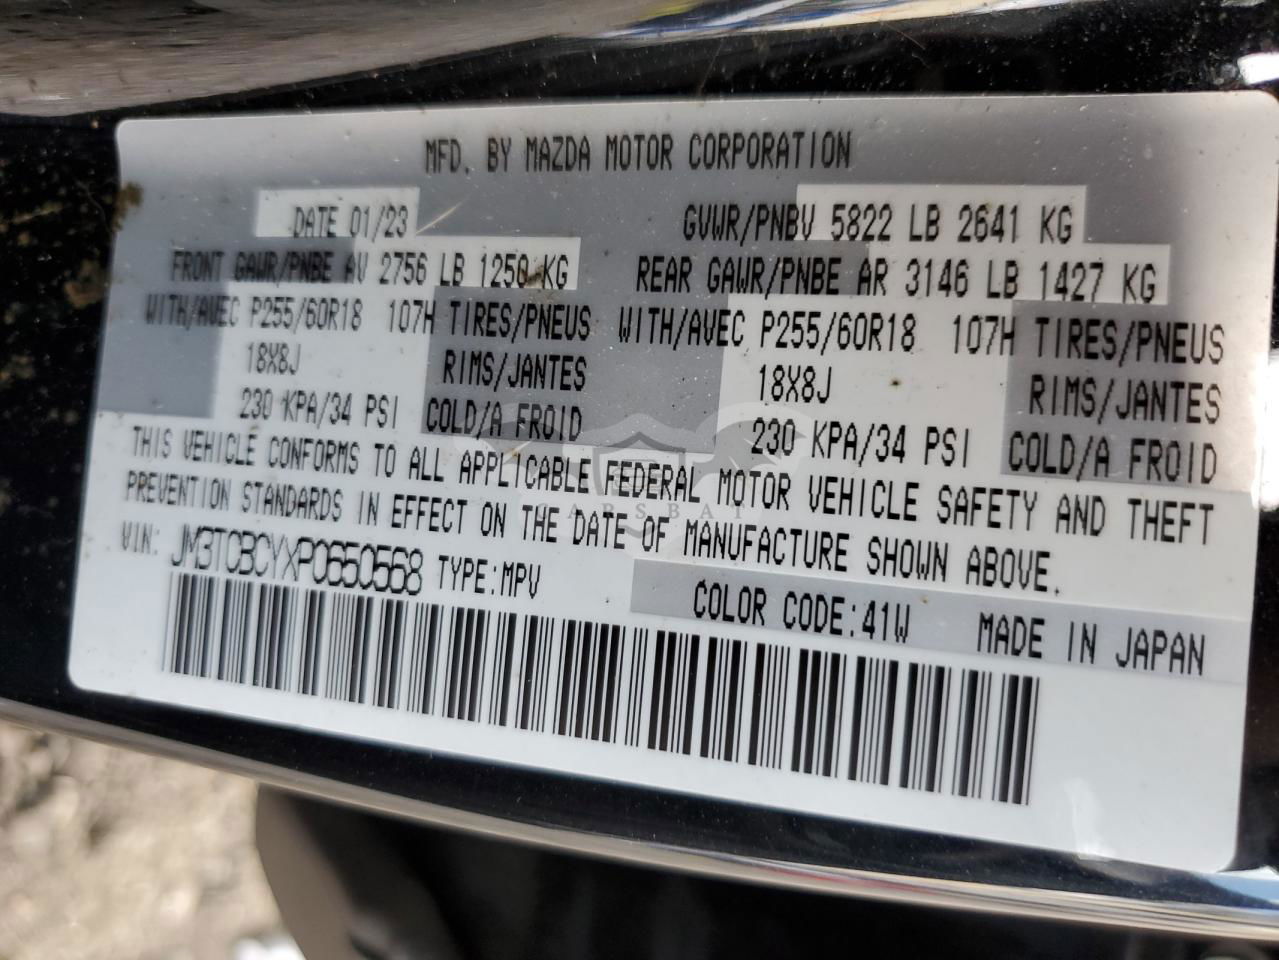 MFD. BY MAZDA MOTOR CORPORATION
DATE 01/23 GVWR/PNBV 5822 LB 2641 KG
FRONT GAWR/PNBE AV 2756 LB 1250 KG REAR GAWR/PNBE AR 3146 LB 1427 KG
WITH/AVEC P255/60R18 107H TIRES/PNEUS WITH/AVEC P255/60R18 107H TIRES/PNEUS
18X8J RIMS/JANTES 18X8J RIMS/JANTES
230 KPA/34 PSI COLD/A FROID 230 KPA/34 PSI COLD/A FROID
THIS VEHICLE CONFORMS TO ALL APPLICABLE FEDERAL MOTOR VEHICLE SAFETY AND THEFT
PREVENTION STANDARDS IN EFFECT ON THE DATE OF MANUFACTURE SHOWN ABOVE.
VIN: JM3TCBCYXP0650568 TYPE:MPV
COLOR CODE:41W MADE IN JAPAN
CARSBAT